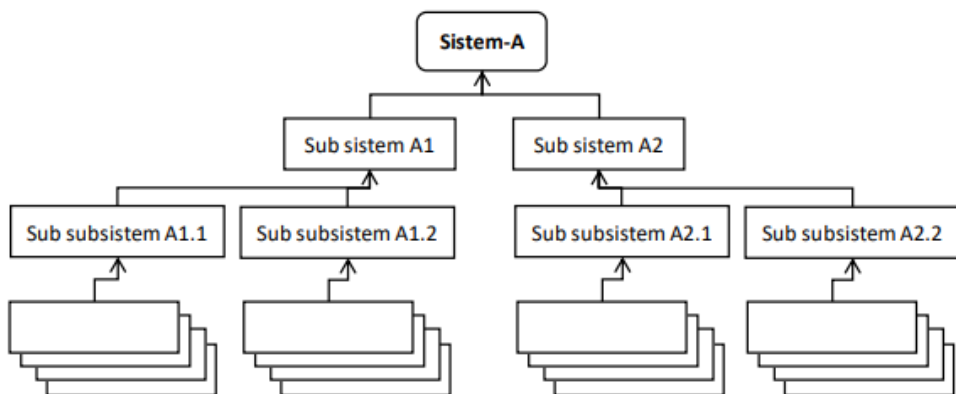 Sistem-A
Sub sistem A1
Sub sistem A2
Sub subsistem A1.1
Sub subsistem A1.2
Sub subsistem A2.1
Sub subsistem A2.2